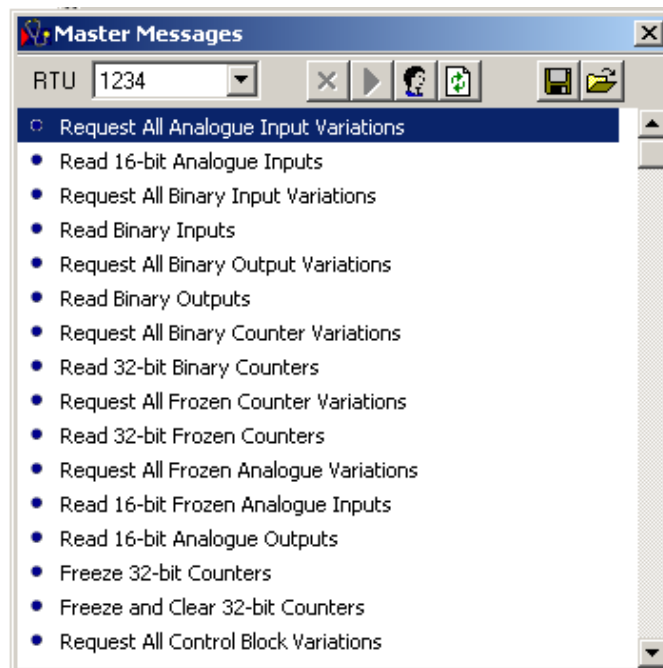 Master Messages
RTU 1234
Request All Analogue Input Variations
Read 16-bit Analogue Inputs
Request All Binary Input Variations
Read Binary Inputs
Request All Binary Output Variations
Read Binary Outputs
Request All Binary Counter Variations
Read 32-bit Binary Counters
Request All Frozen Counter Variations
Read 32-bit Frozen Counters
Request All Frozen Analogue Variations
Read 16-bit Frozen Analogue Inputs
Read 16-bit Analogue Outputs
Freeze 32-bit Counters
Freeze and Clear 32-bit Counters
Request All Control Block Variations